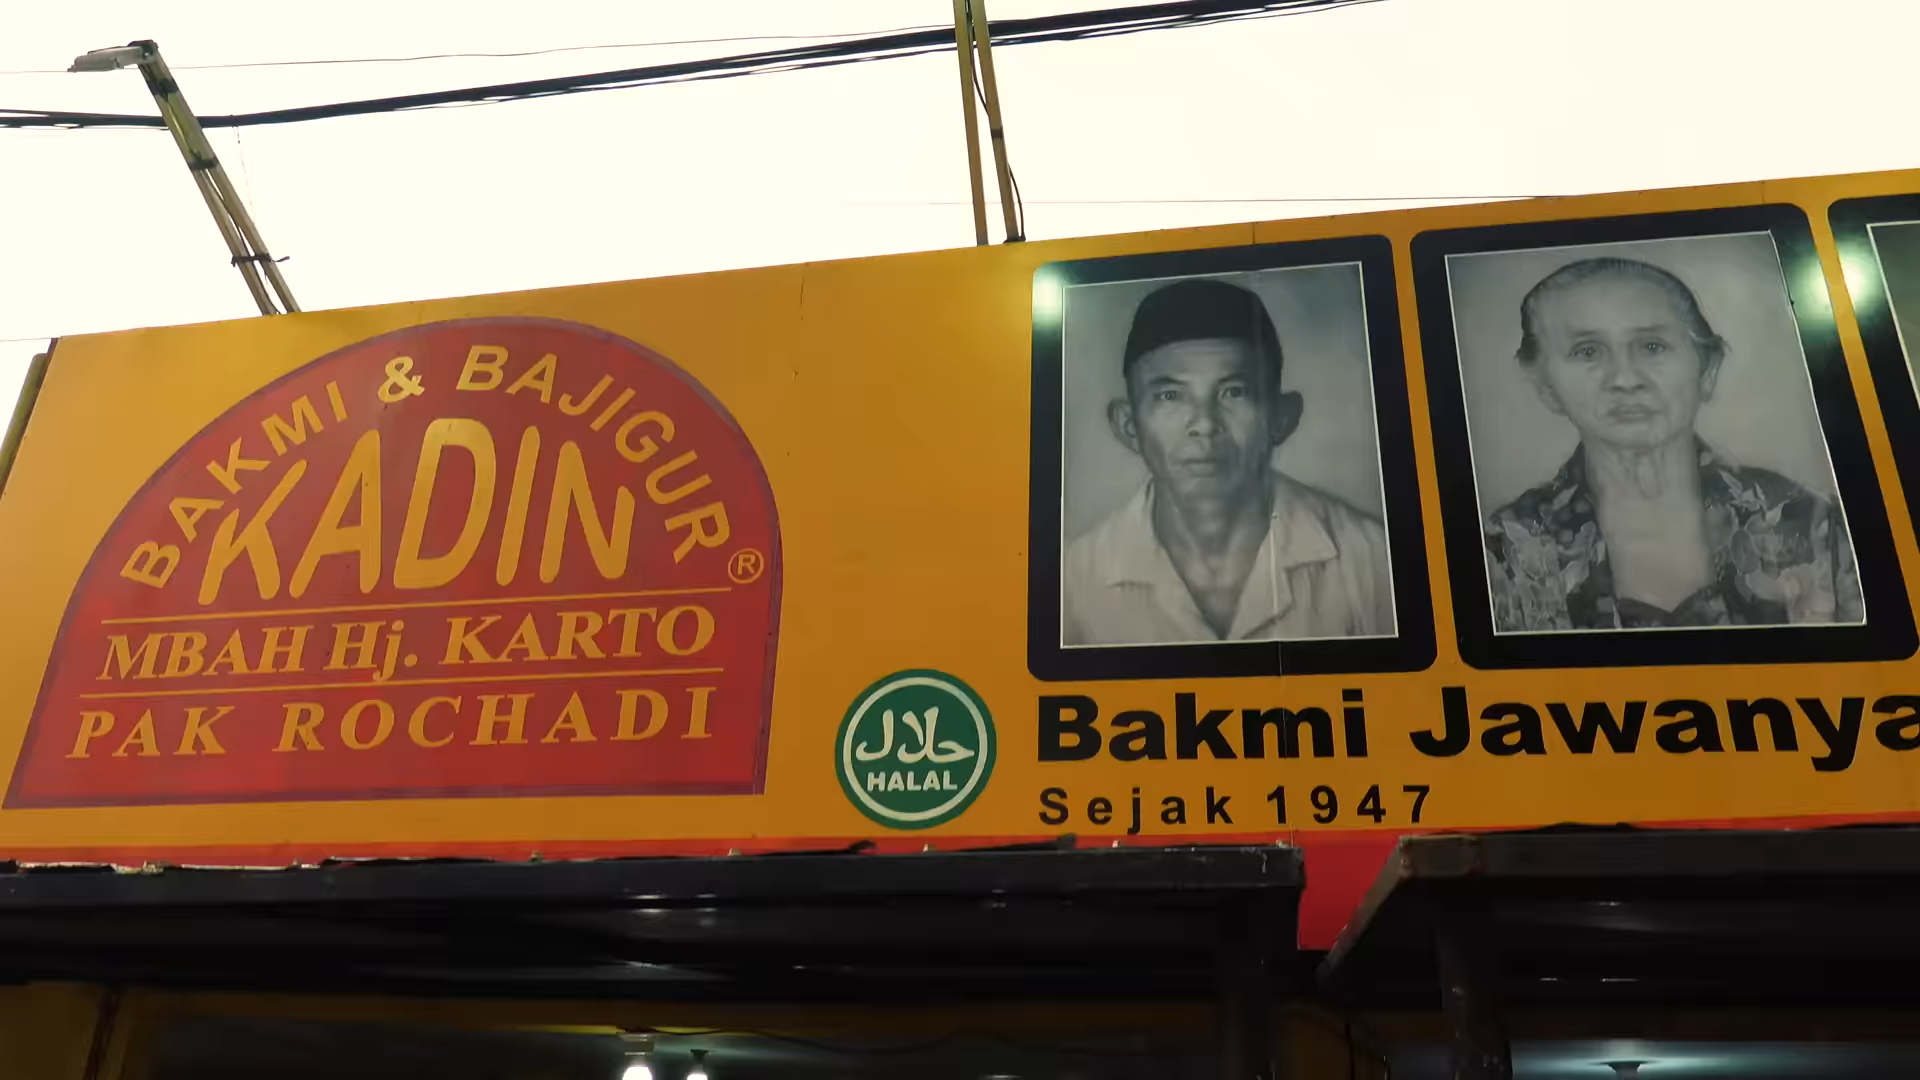 BAKMI & BAJIGUR
KADIN
®
MBAH Hj. KARTO
PAK ROCHADI
حلال
HALAL
Bakmi Jawanya
Sejak 1947